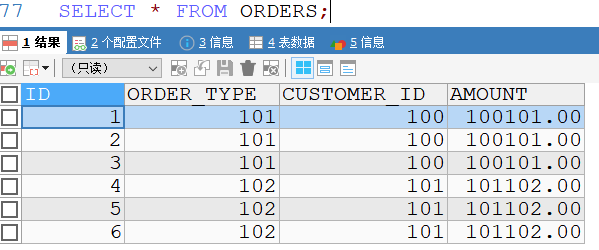 77 SELECT * FROM ORDERS;
1 结果 2 个配置文件 3 信息 4 表数据 5 信息
（只读）
ID ORDER_TYPE CUSTOMER_ID AMOUNT
1 101 100 100101.00
2 101 100 100101.00
3 101 100 100101.00
4 102 101 101102.00
5 102 101 101102.00
6 102 101 101102.00